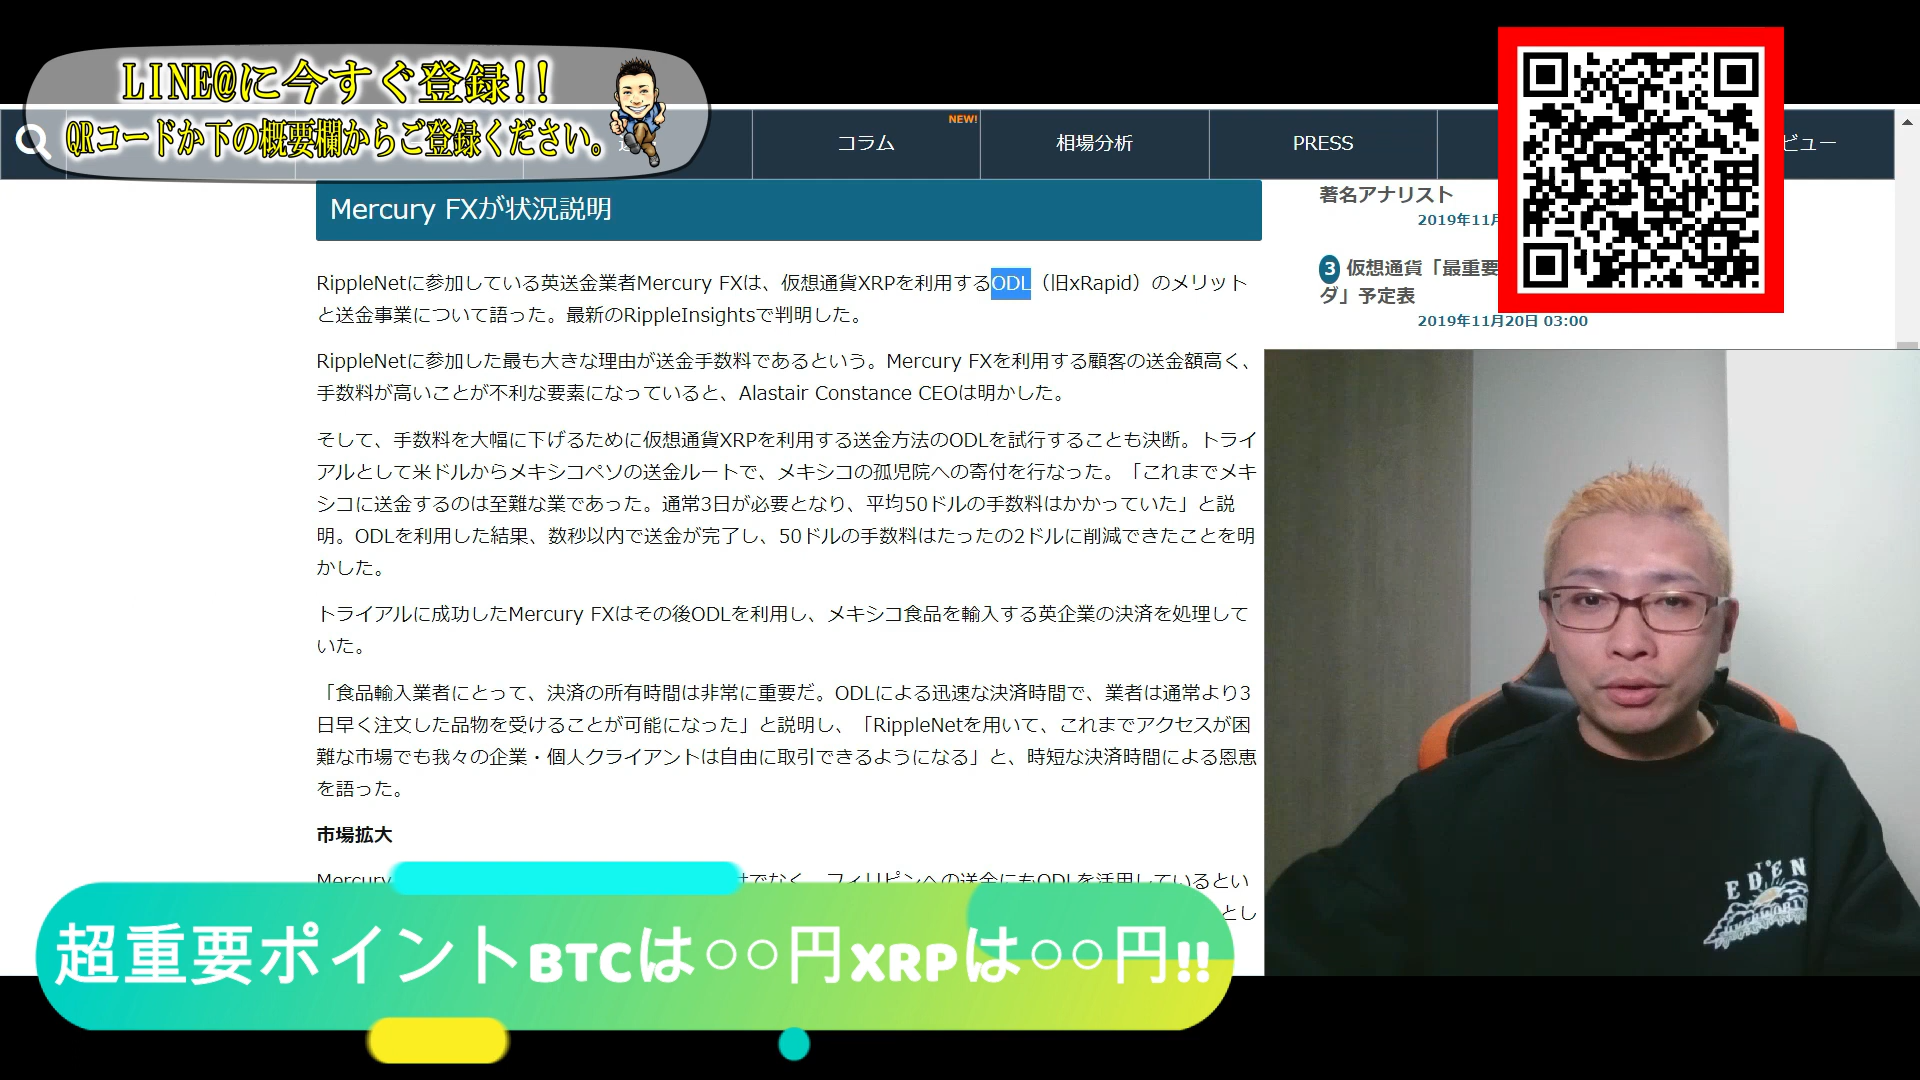 LINE@に今すぐ登録!!
QRコードか下の概要欄からご登録ください。
コラム
NEW!
相場分析
PRESS
ビュー
Mercury FXが状況説明
RippleNetに参加している英送金業者Mercury FXは、仮想通貨XRPを利用するODL（旧xRapid）のメリット
と送金事業について語った。最新のRippleInsightsで判明した。
RippleNetに参加した最も大きな理由が送金手数料であるという。Mercury FXを利用する顧客の送金額高く、
手数料が高いことが不利な要素になっていると、Alastair Constance CEOは明かした。
そして、手数料を大幅に下げるために仮想通貨XRPを利用する送金方法のODLを試行することも決断。トライ
アルとして米ドルからメキシコペソの送金ルートで、メキシコの孤児院への寄付を行なった。「これまでメキ
シコに送金するのは至難な業であった。通常3日が必要となり、平均50ドルの手数料はかかっていた」と説
明。ODLを利用した結果、数秒以内で送金が完了し、50ドルの手数料はたったの2ドルに削減できたことを明
かした。
トライアルに成功したMercury FXはその後ODLを利用し、メキシコ食品を輸入する英企業の決済を処理して
いた。
「食品輸入業者にとって、決済の所有時間は非常に重要だ。ODLによる迅速な決済時間で、業者は通常より3
日早く注文した品物を受けることが可能になった」と説明し、「RippleNetを用いて、これまでアクセスが困
難な市場でも我々の企業・個人クライアントは自由に取引できるようになる」と、時短な決済時間による恩恵
を語った。
市場拡大
Mercury けでなく、フィリピンへの送金にもODLを活用しているとい
とし
著名アナリスト
2019年11月
3 仮想通貨「最重要
ダ」予定表
2019年11月20日 03:00
TO
EDEN
超重要ポイントBTCは○○円XRPは○○円!!